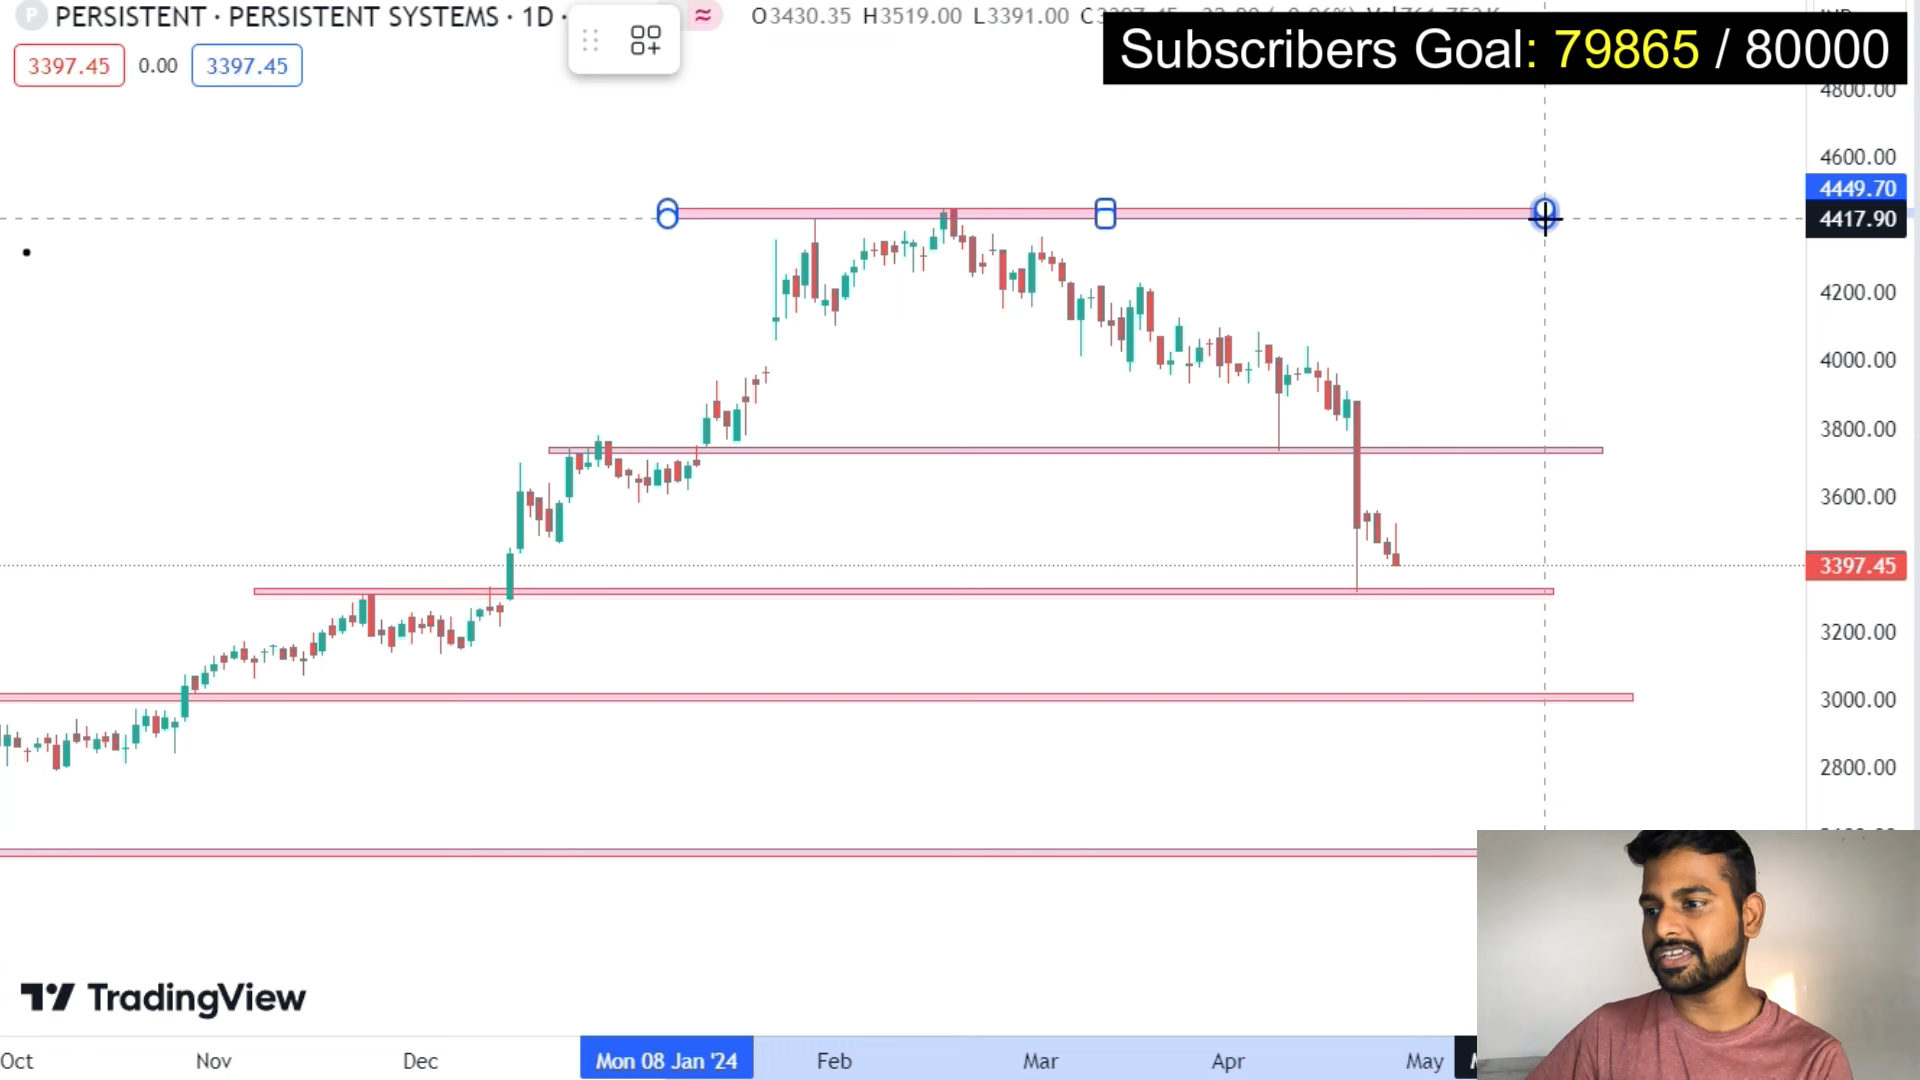 P PERSISTENT · PERSISTENT SYSTEMS · 1D ·
O3430.35 H3519.00 L3391.00
Subscribers Goal: 79865 / 80000
3397.45 0.00 3397.45
4800.00
4600.00
4449.70
4417.90
4200.00
4000.00
3800.00
3600.00
3397.45
3200.00
3000.00
2800.00
TradingView
Oct Nov Dec Mon 08 Jan '24 Feb Mar Apr May